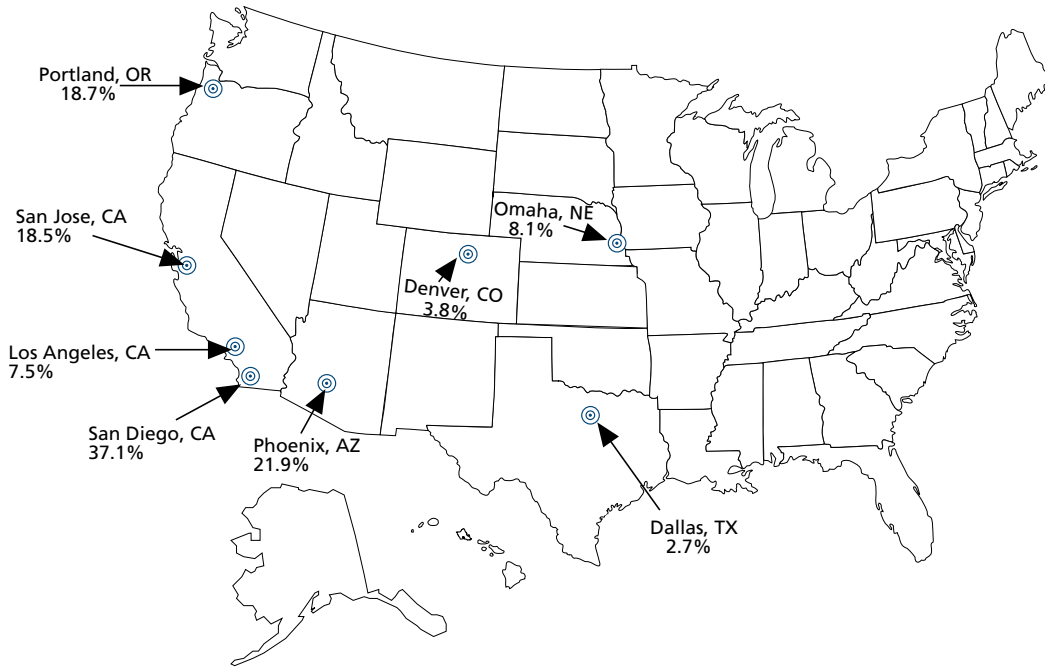 Portland, OR
18.7%
San Jose, CA
18.5%
Omaha, NE
8.1%
Denver, CO
3.8%
Los Angeles, CA
7.5%
San Diego, CA
37.1%
Phoenix, AZ
21.9%
Dallas, TX
2.7%